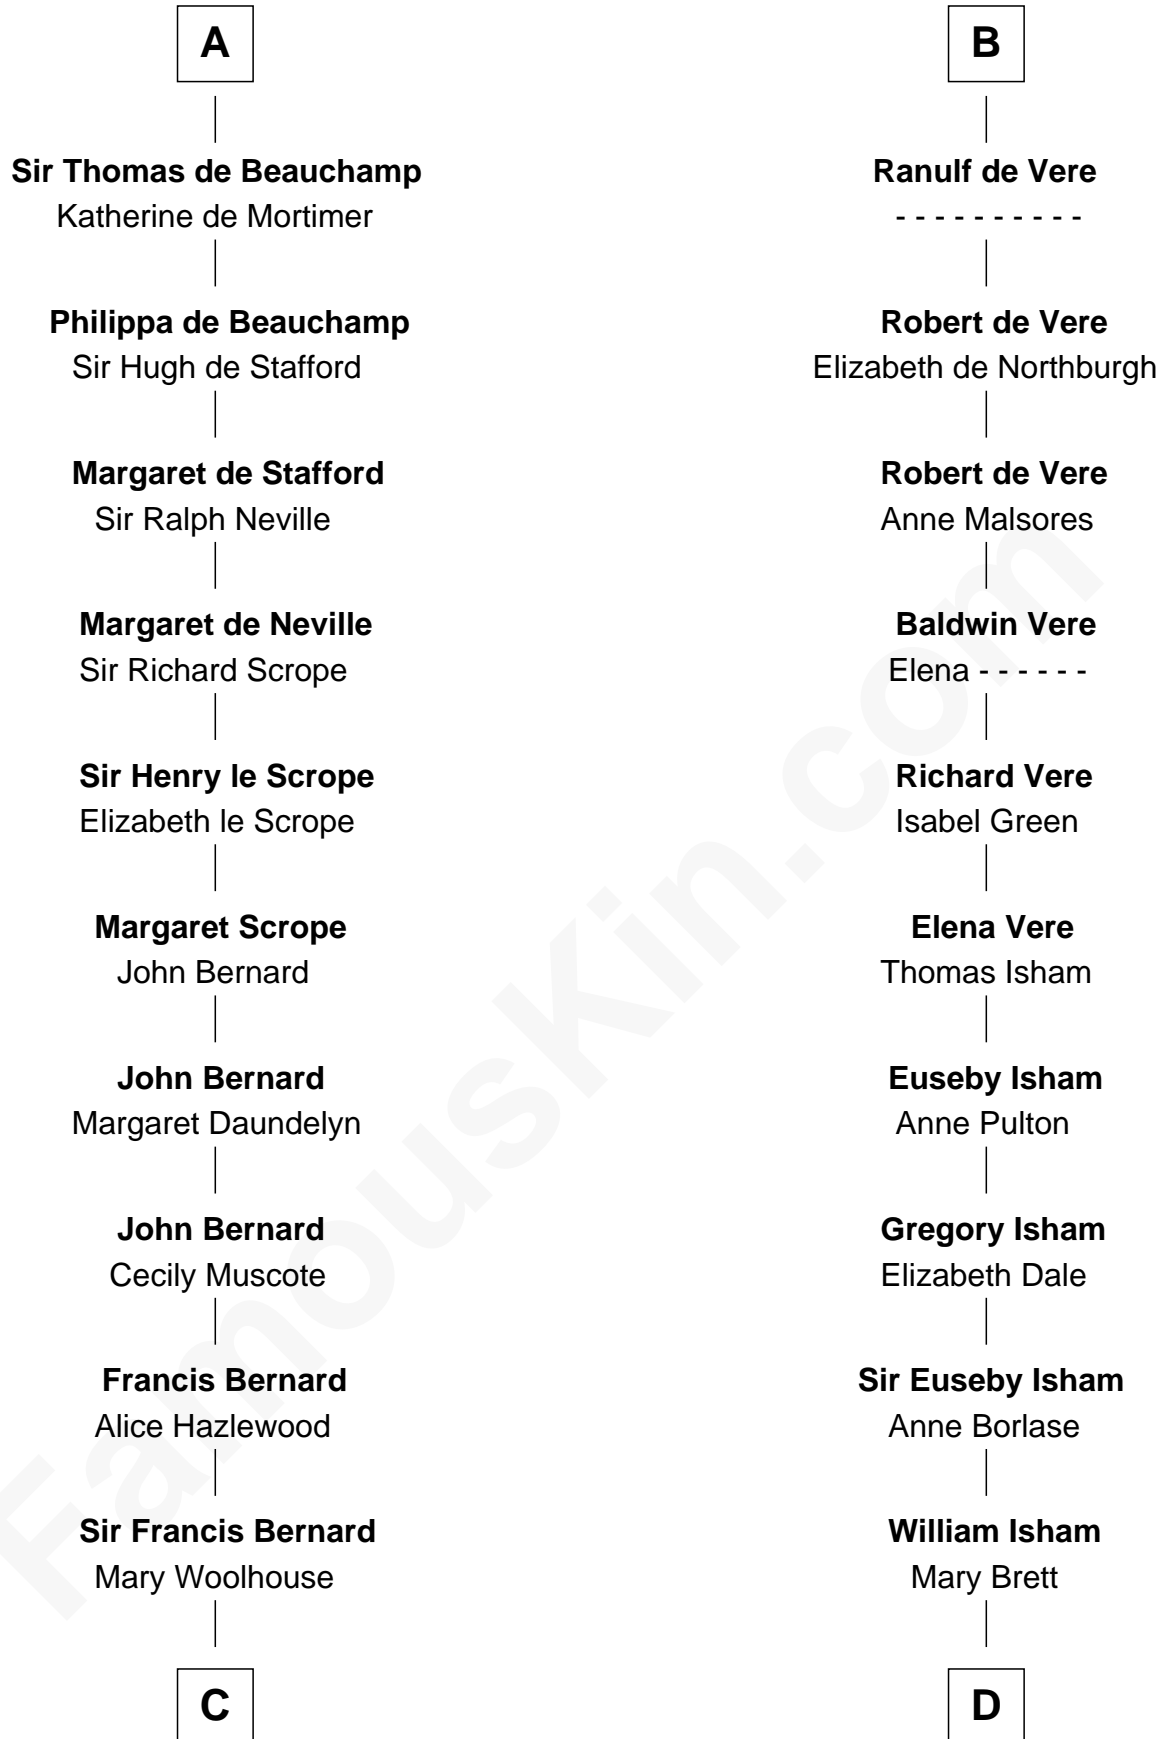 A
Sir Thomas de Beauchamp
Katherine de Mortimer
Philippa de Beauchamp
Sir Hugh de Stafford
Margaret de Stafford
Sir Ralph Neville
Margaret de Neville
Sir Richard Scrope
Sir Henry le Scrope
Elizabeth le Scrope
Margaret Scrope
John Bernard
John Bernard
Margaret Daundelyn
John Bernard
Cecily Muscote
Francis Bernard
Alice Hazlewood
Sir Francis Bernard
Mary Woolhouse
C
B
Ranulf de Vere
- - - - - - - - - -
Robert de Vere
Elizabeth de Northburgh
Robert de Vere
Anne Malsores
Baldwin Vere
Elena - - - - - -
Richard Vere
Isabel Green
Elena Vere
Thomas Isham
Euseby Isham
Anne Pulton
Gregory Isham
Elizabeth Dale
Sir Euseby Isham
Anne Borlase
William Isham
Mary Brett
D
FamousKin.com